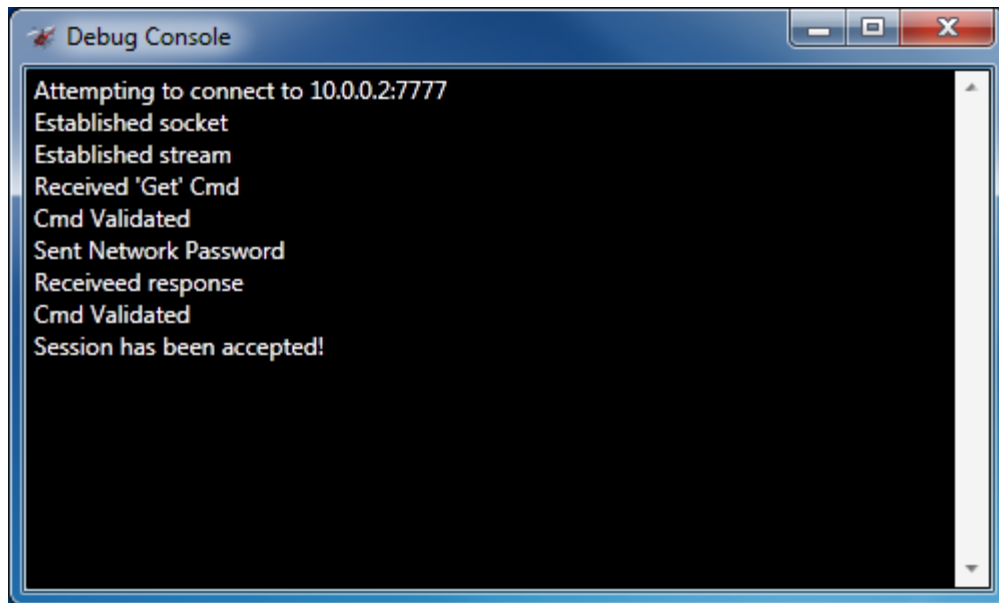 Debug Console
Attempting to connect to 10.0.0.2:7777
Established socket
Established stream
Received 'Get' Cmd
Cmd Validated
Sent Network Password
Receiveed response
Cmd Validated
Session has been accepted!